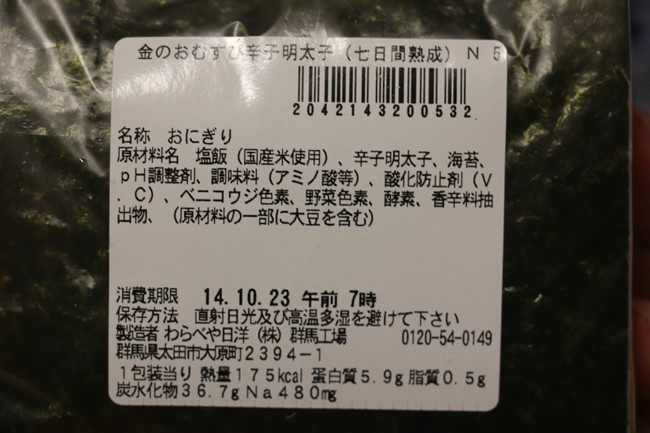 金のおむすび辛子明太子(七日間熟成) N 5
2042143200532
名称 おにぎり
原材料名 塩飯(国産米使用)、辛子明太子、海苔、
pH調整剤、調味料(アミノ酸等)、酸化防止剤(V
.C)、ベニコウジ色素、野菜色素、酵素、香辛料抽
出物、(原材料の一部に大豆を含む)
消費期限 14.10.23 午前 7時
保存方法 直射日光及び高温多湿を避けて下さい
製造者 わらべや日洋(株)群馬工場 0120-54-0149
群馬県太田市大原町2394-1
1包装当り 熱量175kcal 蛋白質5.9g 脂質0.5g
炭水化物36.7g Na480mg